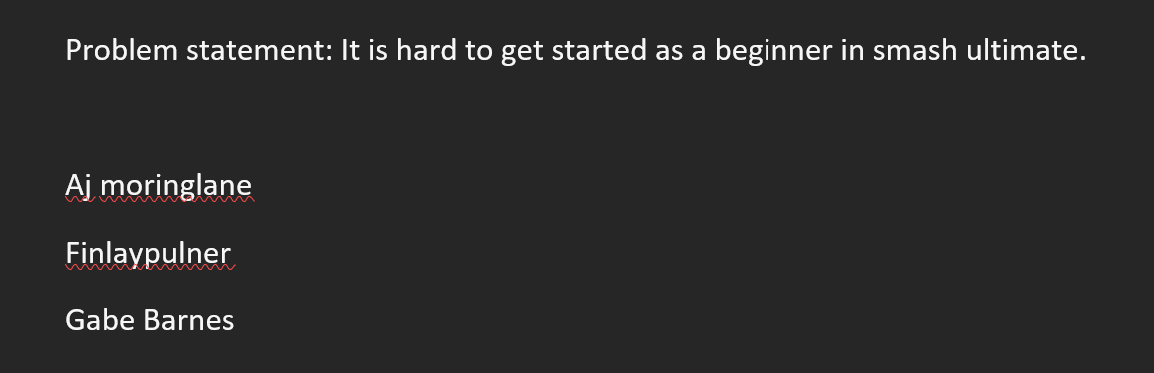 Problem statement: It is hard to get started as a beginner in smash ultimate.
Aj moringlane
Finlaypulner
Gabe Barnes